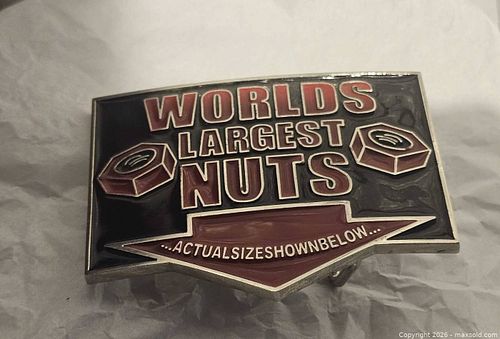 WORLDS
LARGEST
NUTS
...ACTUALSIZESHOWNBELOW...
Copyright 2026 - maxsold.com